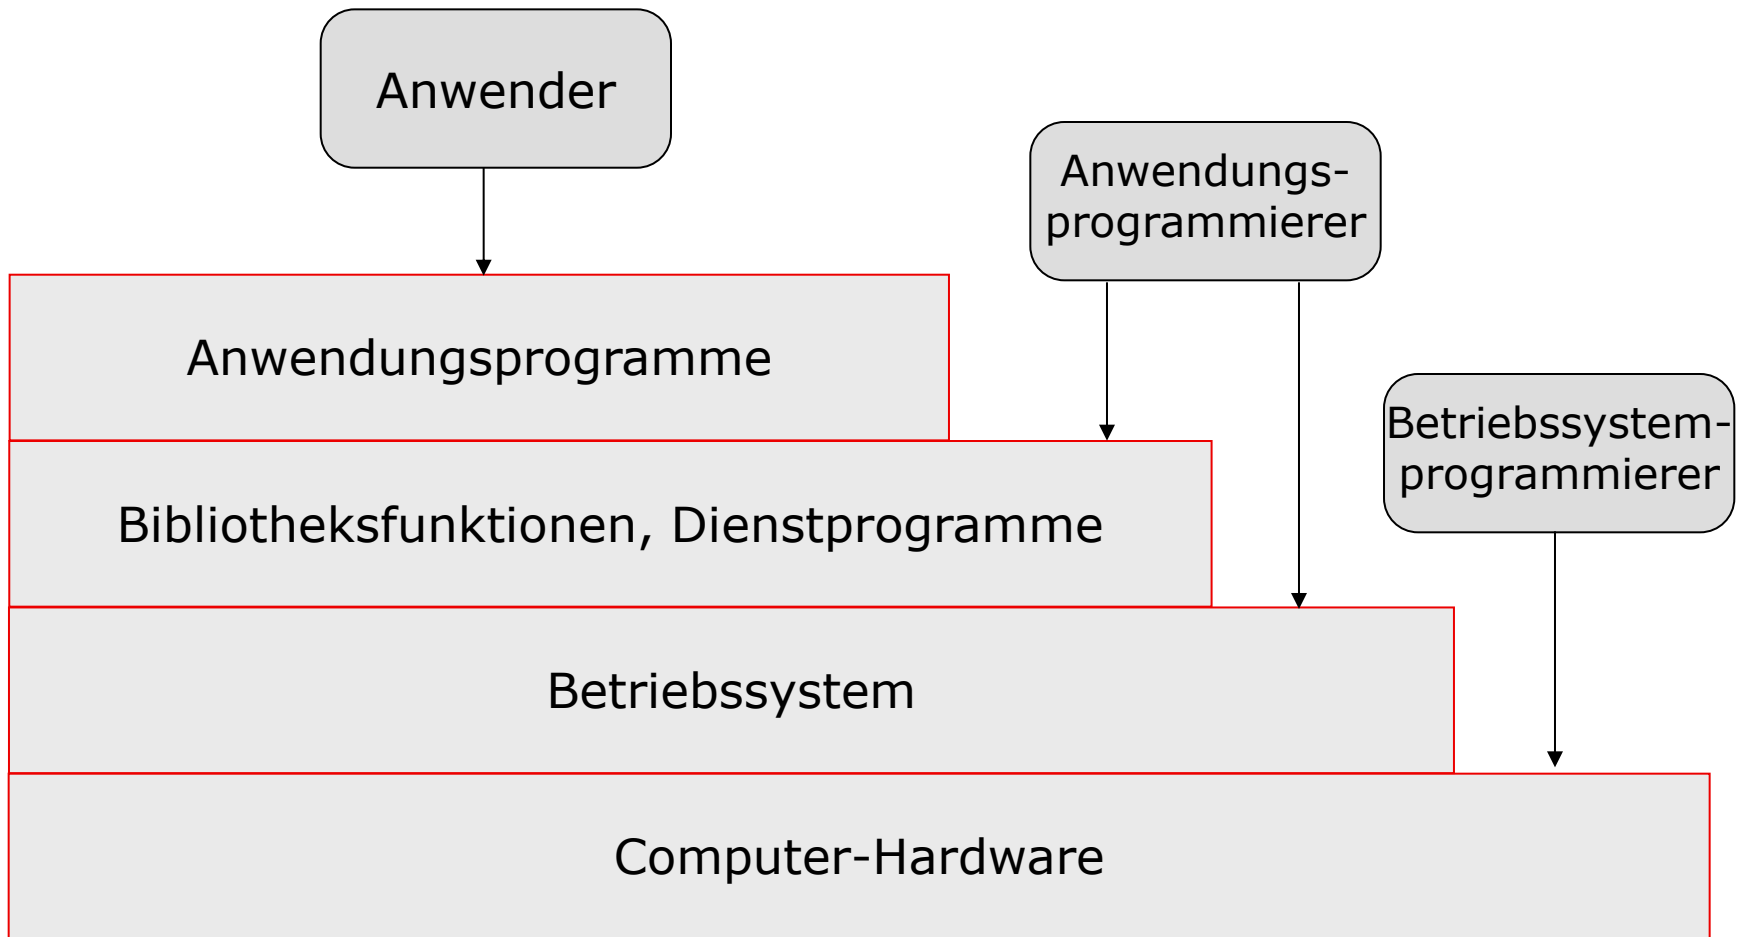 Anwender
Anwendungs-
programmierer
Anwendungsprogramme
Betriebssystem-
programmierer
Bibliotheksfunktionen, Dienstprogramme
Betriebssystem
Computer-Hardware